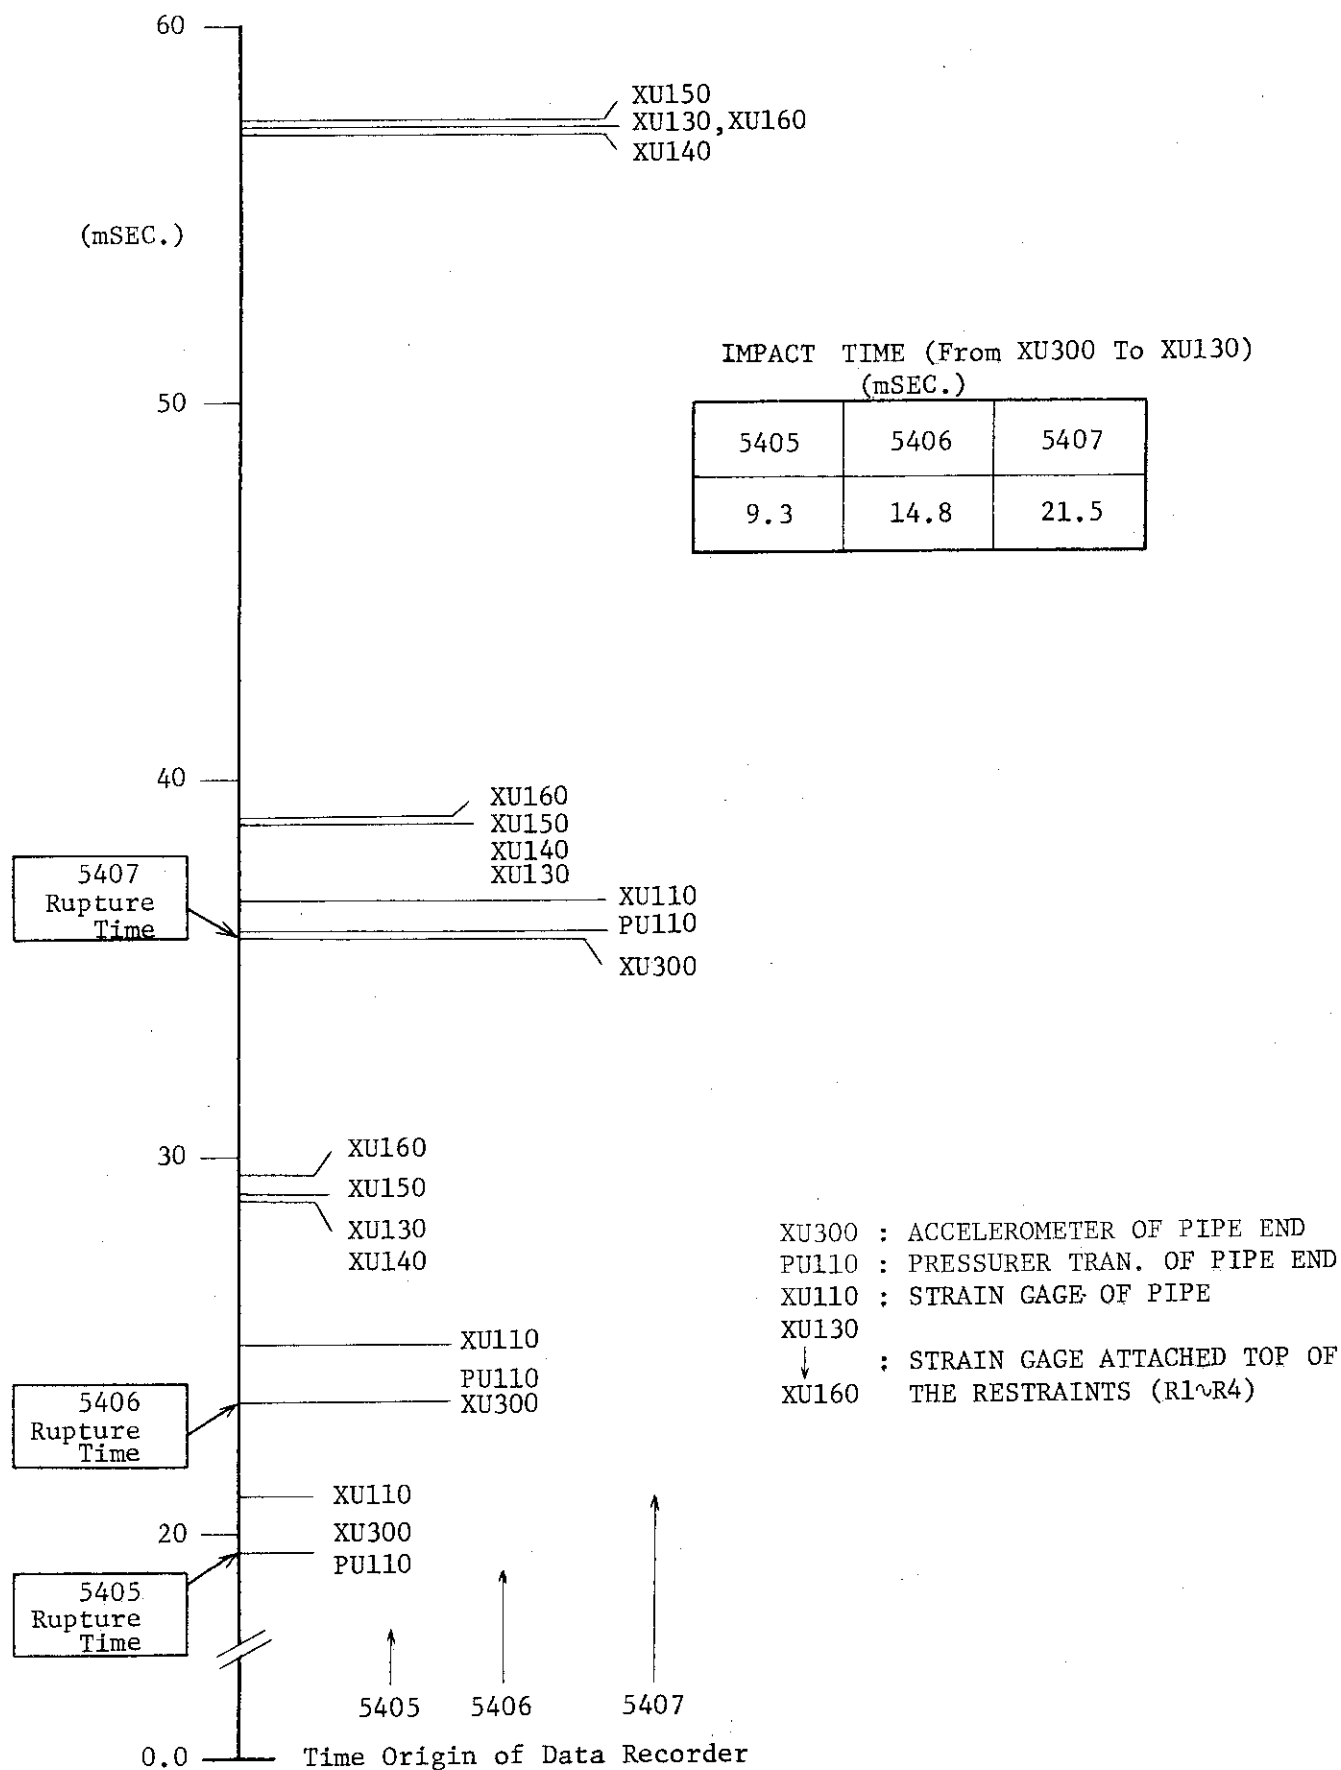 60
XU150
XU130,XU160
XU140
(mSEC.)
IMPACT TIME (From XU300 To XU130)
(mSEC.)
50
5405 5406 5407
9.3 14.8 21.5
40
XU160
XU150
XU140
XU130
5407
Rupture
Time
XU110
PU110
XU300
30
XU160
XU150
XU130
XU140
XU300 : ACCELEROMETER OF PIPE END
PU110 : PRESSURER TRAN. OF PIPE END
XU110 : STRAIN GAGE OF PIPE
XU130
↓ : STRAIN GAGE ATTACHED TOP OF
XU160 THE RESTRAINTS (R1~R4)
XU110
PU110
XU300
5406
Rupture
Time
XU110
20
XU300
PU110
5405
Rupture
Time
5405 5406 5407
0.0 Time Origin of Data Recorder